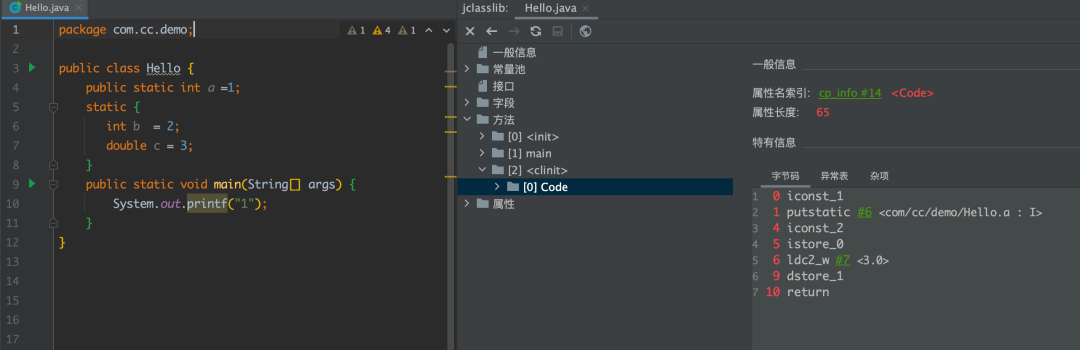 Hello.java
1 package com.cc.demo;
1 4 1
2
3 public class Hello {
4 public static int a =1;
5 static {
6 int b = 2;
7 double c = 3;
8 }
9 public static void main(String[] args) {
10 System.out.printf("1");
11 }
12 }
13
14
15
16
17
jclasslib: Hello.java
一般信息
常量池
接口
字段
方法
[0] <init>
[1] main
[2] <clinit>
[0] Code
属性
一般信息
属性名索引: cp_info #14 <Code>
属性长度: 65
特有信息
字节码 异常表 杂项
1 0 iconst_1
2 1 putstatic #6 <com/cc/demo/Hello.a : I>
3 4 iconst_2
4 5 istore_0
5 6 ldc2_w #7 <3.0>
6 9 dstore_1
7 10 return